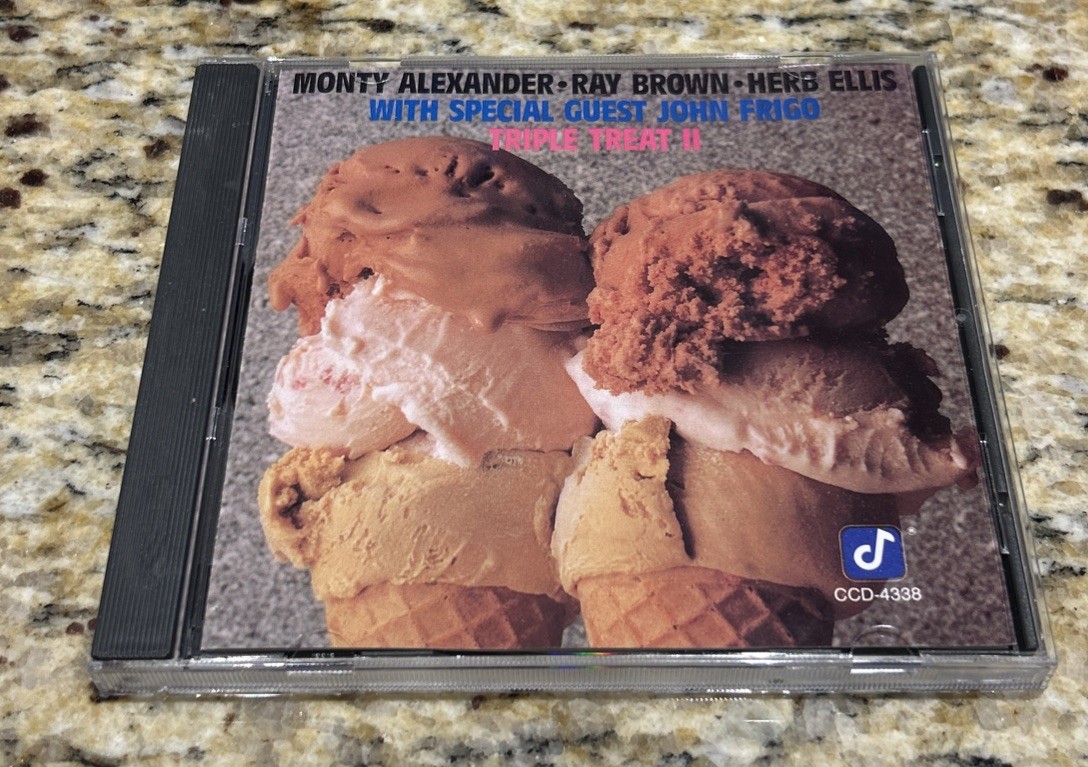 MONTY ALEXANDER•RAY BROWN•HERB ELLIS
WITH SPECIAL GUEST JOHN FRIGO
TRIPLE TREAT II
CCD-4338